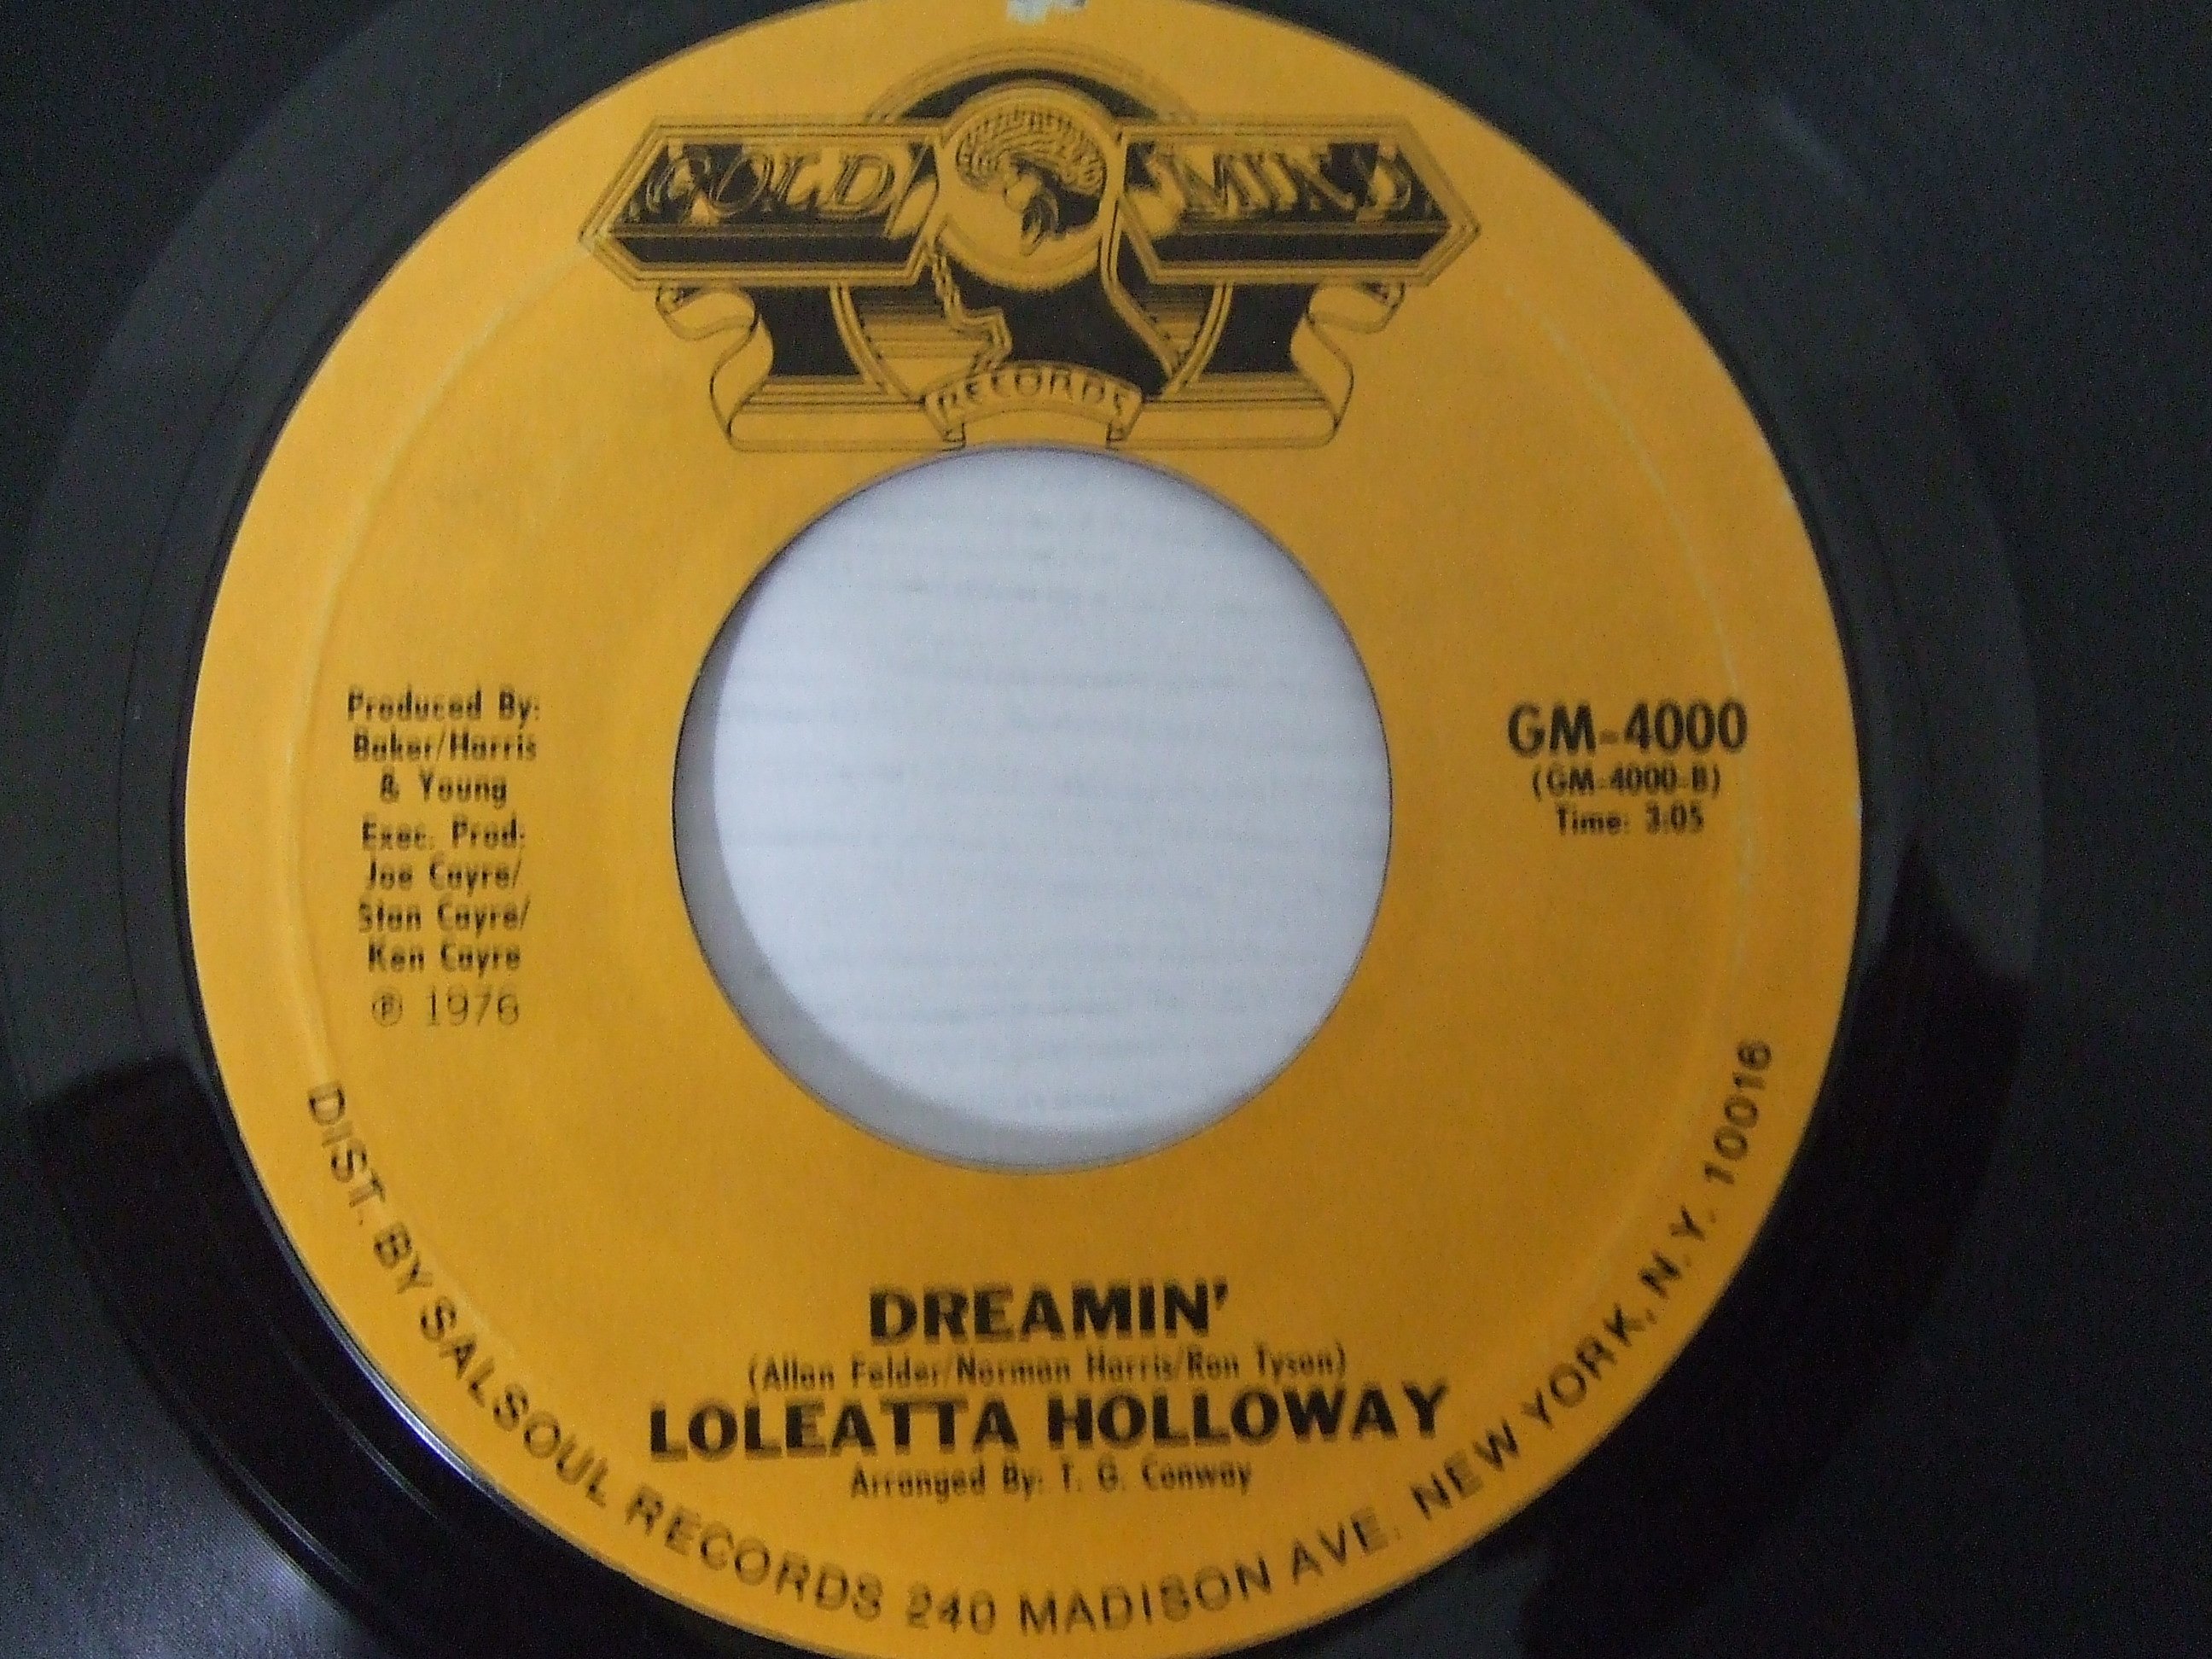 GOLD MIND
RECORDS
Produced By:
Baker/Harris
& Young
Exec. Prod:
Joe Cayre/
Stan Cayre/
Ken Cayre
℗ 1976
GM-4000
(GM-4000-B)
Time: 3:05
DREAMIN'
(Allan Felder/Norman Harris/Ron Tyson)
LOLEATTA HOLLOWAY
Arranged By: T. G. Conway
DIST. BY SALSOUL RECORDS 240 MADISON AVE. NEW YORK, N.Y. 10016